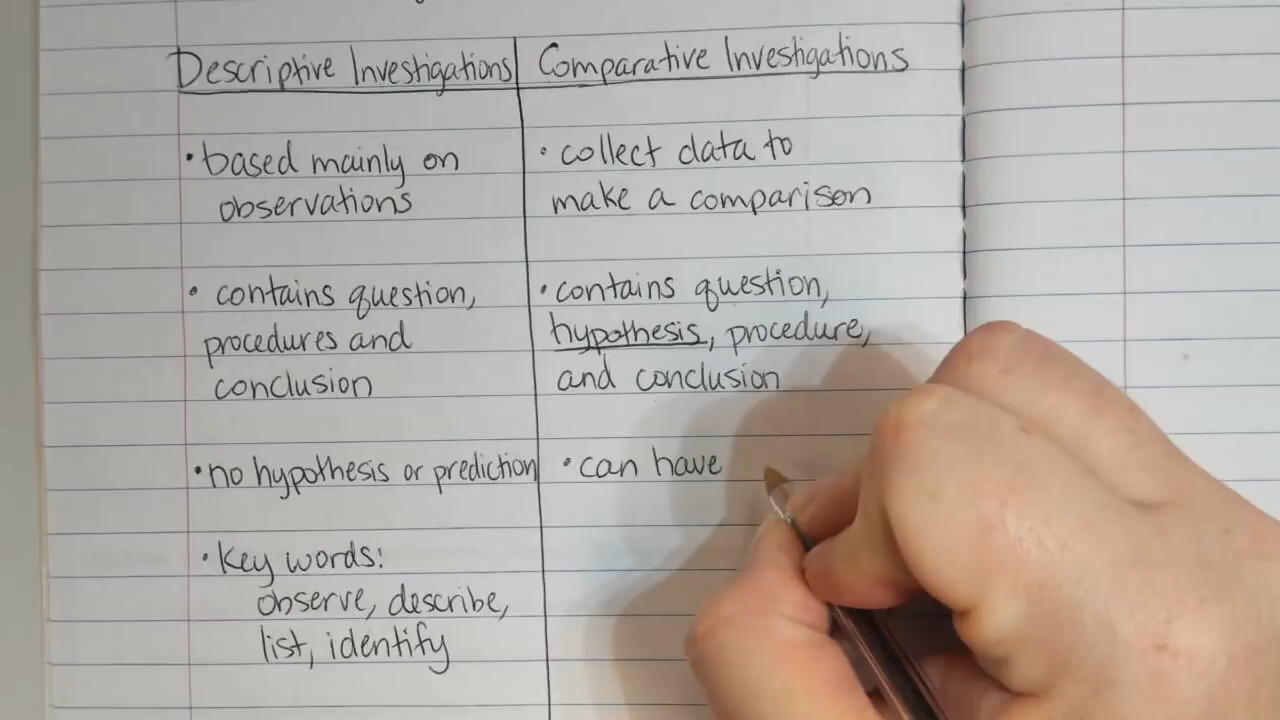 Descriptive Investigations
• based mainly on
observations
• contains question,
procedures and
conclusion
• no hypothesis or prediction
• Key words:
observe, describe,
list, identify
Comparative Investigations
• collect data to
make a comparison
• contains question,
hypothesis, procedure,
and conclusion
• can have